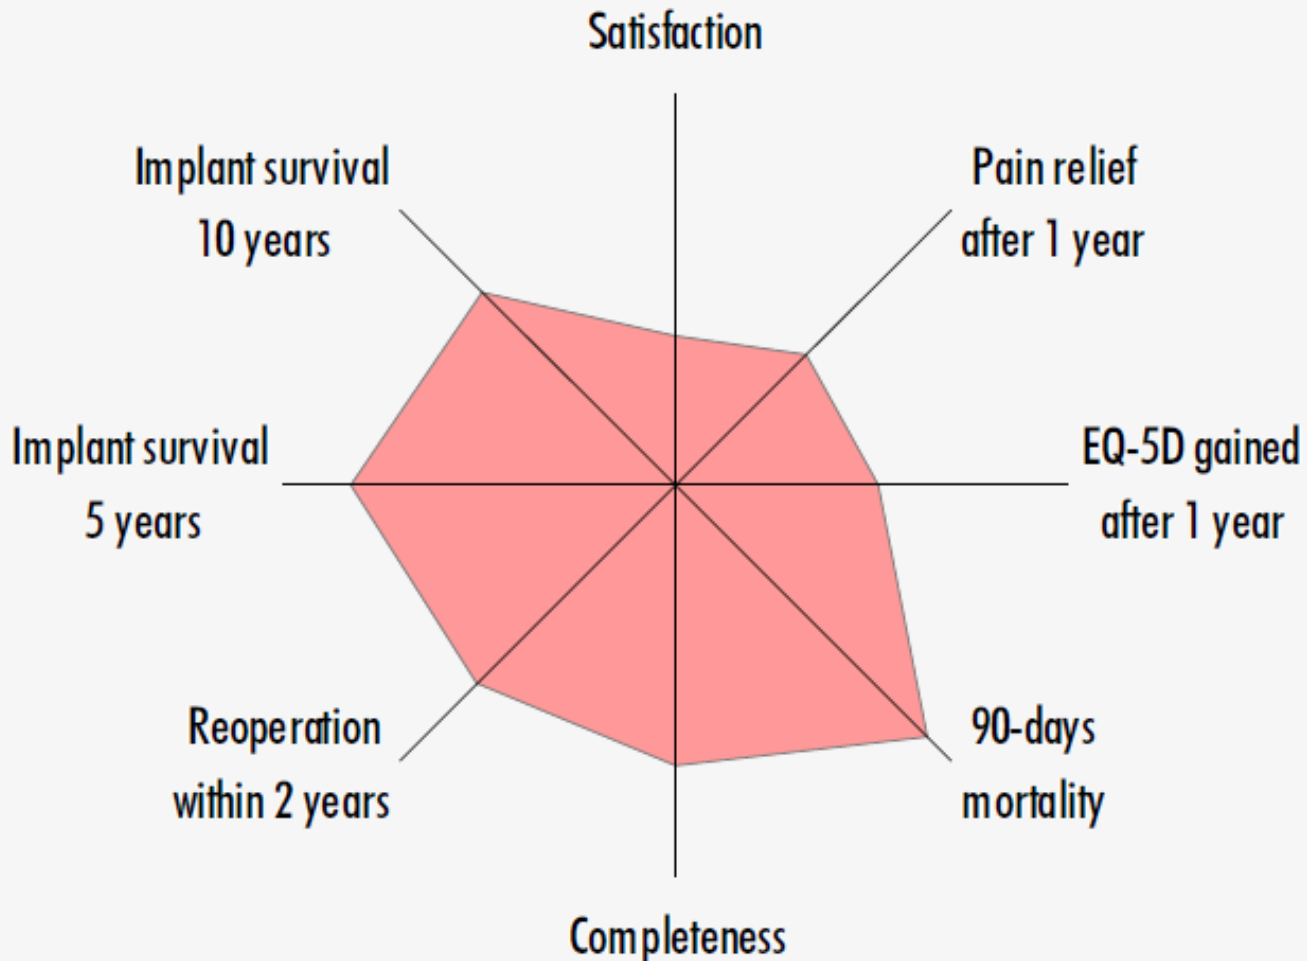 Satisfaction
Implant survival
10 years
Pain relief
after 1 year
Implant survival
5 years
EQ-5D gained
after 1 year
Reoperation
within 2 years
90-days
mortality
Completeness